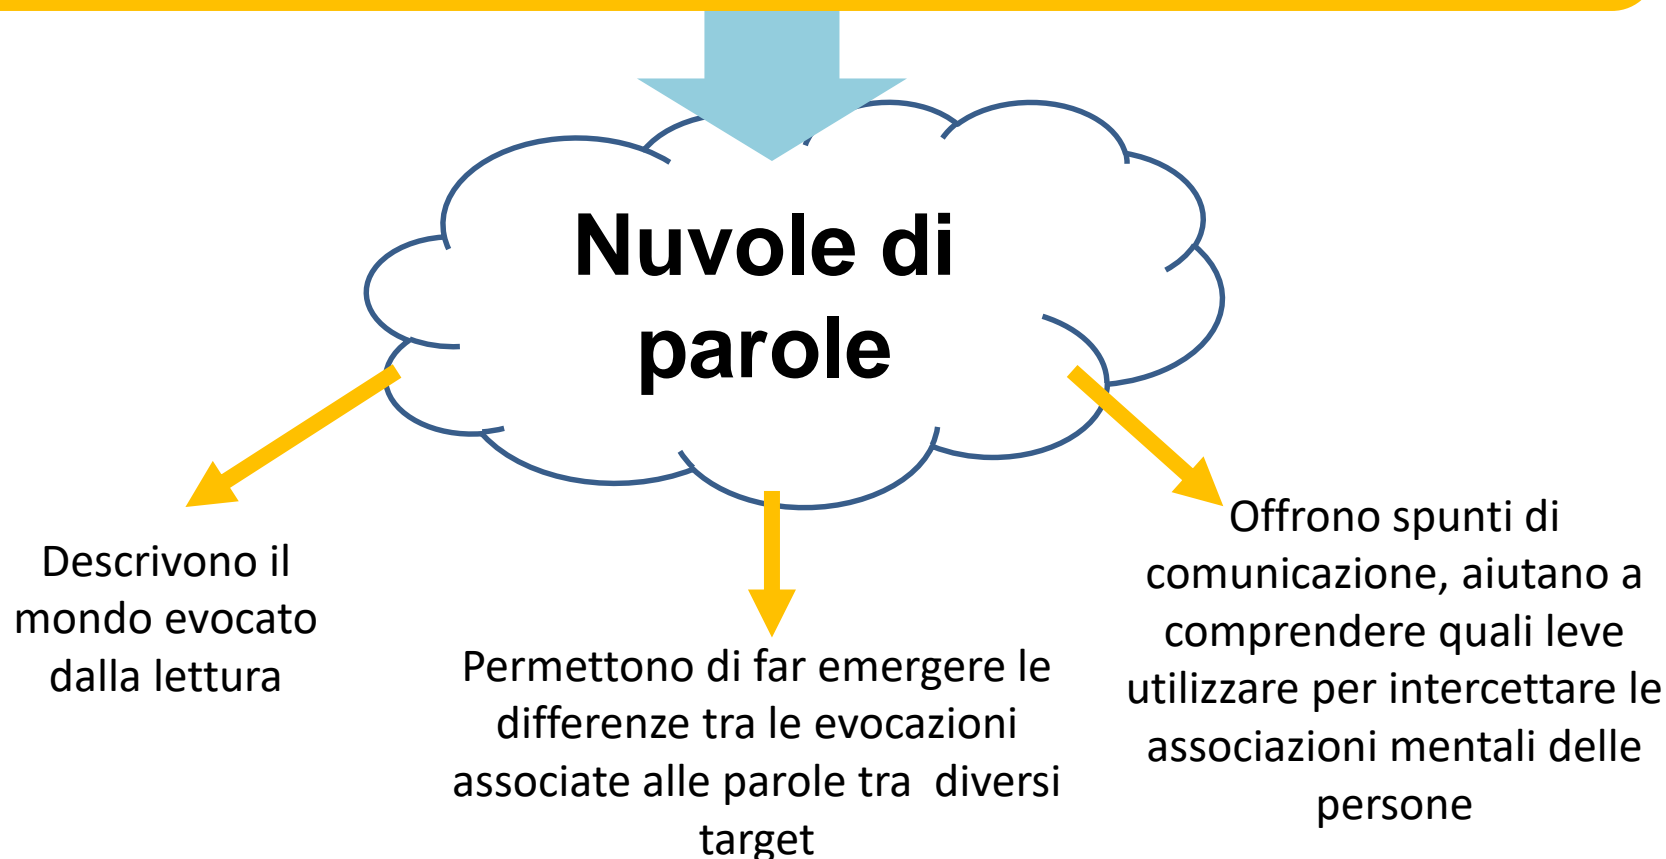 Nuvole di
parole
Descrivono il
mondo evocato
dalla lettura
Permettono di far emergere le
differenze tra le evocazioni
associate alle parole tra  diversi
target
Offrono spunti di
comunicazione, aiutano a
comprendere quali leve
utilizzare per intercettare le
associazioni mentali delle
persone